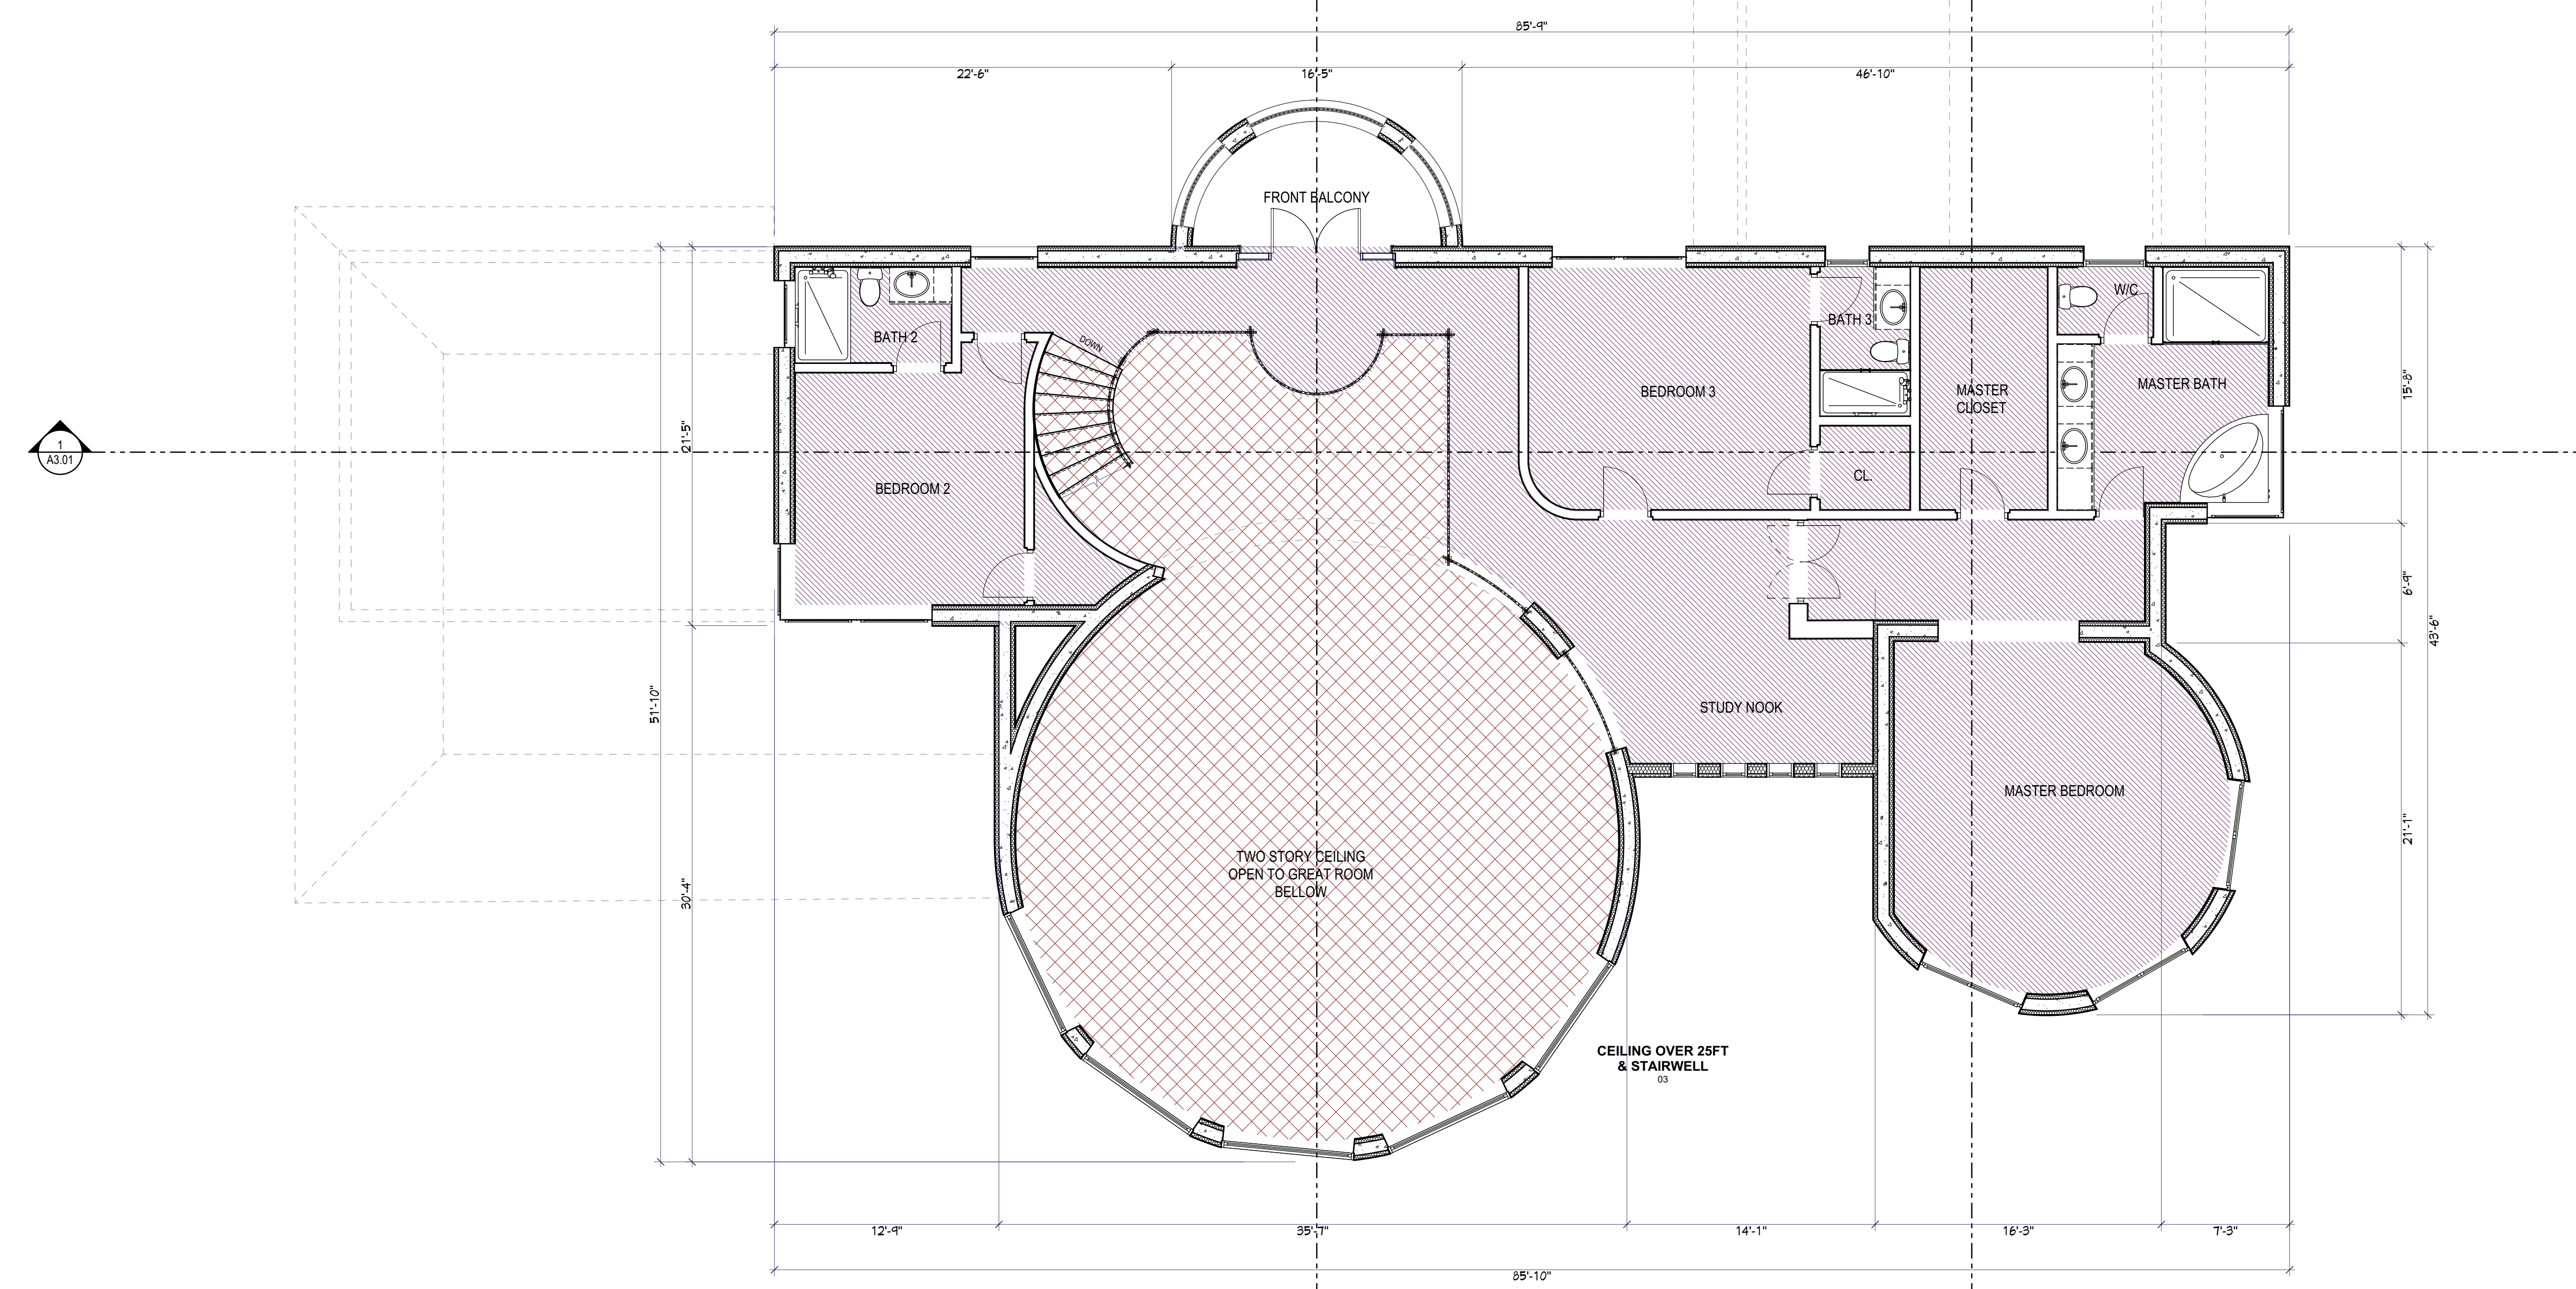 85'-9"
22'-6"
16'-5"
46'-10"
FRONT BALCONY
W/C
BATH 2
DOWN
BATH 3
BEDROOM 3
MASTER
CLOSET
MASTER BATH
15'-8"
21'-5"
1
A3.01
BEDROOM 2
CL.
6'-9"
43'-6"
51'-10"
STUDY NOOK
MASTER BEDROOM
21'-1"
TWO STORY CEILING
OPEN TO GREAT ROOM
BELLOW
30'-4"
CEILING OVER 25FT
& STAIRWELL
03
12'-9"
35'-7"
14'-1"
16'-3"
7'-3"
85'-10"